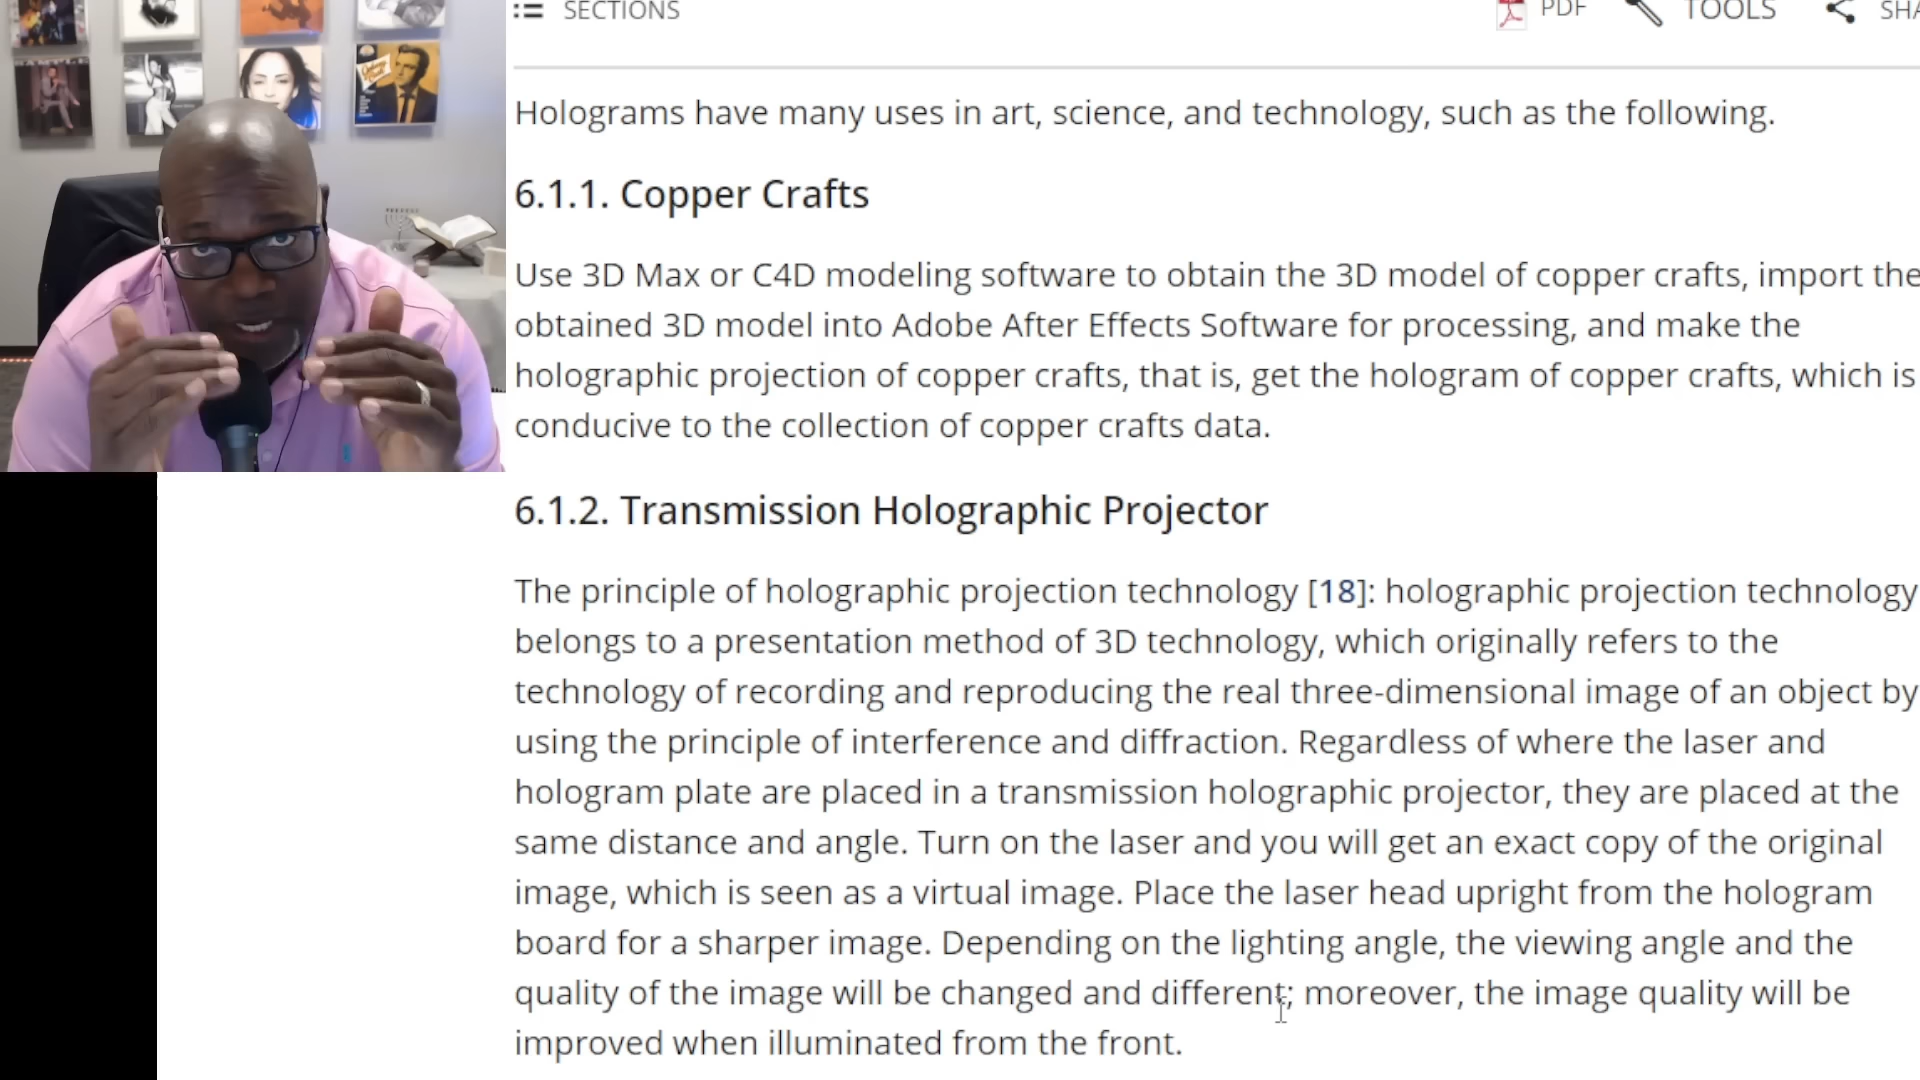 SECTIONS
PDF
TOOLS
Holograms have many uses in art, science, and technology, such as the following.
6.1.1. Copper Crafts
Use 3D Max or C4D modeling software to obtain the 3D model of copper crafts, import the
obtained 3D model into Adobe After Effects Software for processing, and make the
holographic projection of copper crafts, that is, get the hologram of copper crafts, which is
conducive to the collection of copper crafts data.
6.1.2. Transmission Holographic Projector
The principle of holographic projection technology [18]: holographic projection technology
belongs to a presentation method of 3D technology, which originally refers to the
technology of recording and reproducing the real three-dimensional image of an object by
using the principle of interference and diffraction. Regardless of where the laser and
hologram plate are placed in a transmission holographic projector, they are placed at the
same distance and angle. Turn on the laser and you will get an exact copy of the original
image, which is seen as a virtual image. Place the laser head upright from the hologram
board for a sharper image. Depending on the lighting angle, the viewing angle and the
quality of the image will be changed and different; moreover, the image quality will be
improved when illuminated from the front.